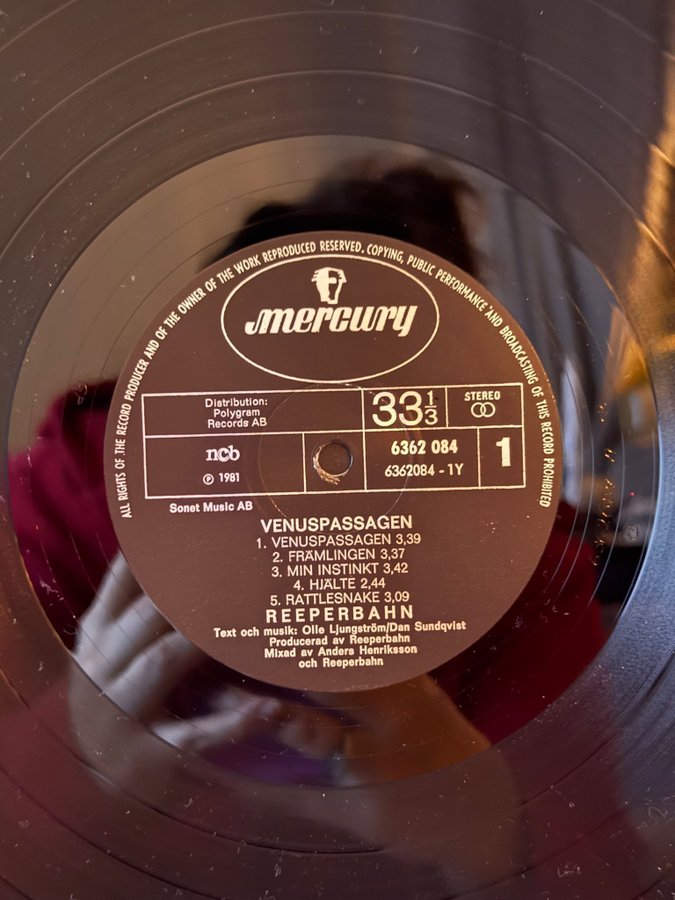 ALL RIGHTS OF THE RECORD PRODUCER AND OF THE OWNER OF THE WORK REPRODUCED RESERVED. COPYING, PUBLIC PERFORMANCE AND BROADCASTING OF THIS RECORD PROHIBITED
mercury
Distribution:
Polygram
Records AB
33 1/3
STEREO
ncb
℗ 1981
6362 084
6362084 - 1Y
1
Sonet Music AB
VENUSPASSAGEN
1. VENUSPASSAGEN 3,39
2. FRÄMLINGEN 3,37
3. MIN INSTINKT 3,42
4. HJÄLTE 2,44
5. RATTLESNAKE 3,09
REEPERBAHN
Text och musik: Olle Ljungström/Dan Sundqvist
Producerad av Reeperbahn
Mixad av Anders Henriksson
och Reeperbahn